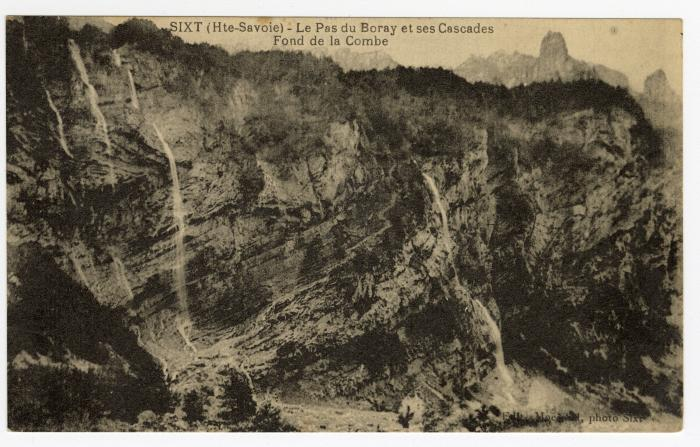 SIXT (Hte-Savoie) - Le Pas du Boray et ses Cascades
Fond de la Combe
photo Sixt